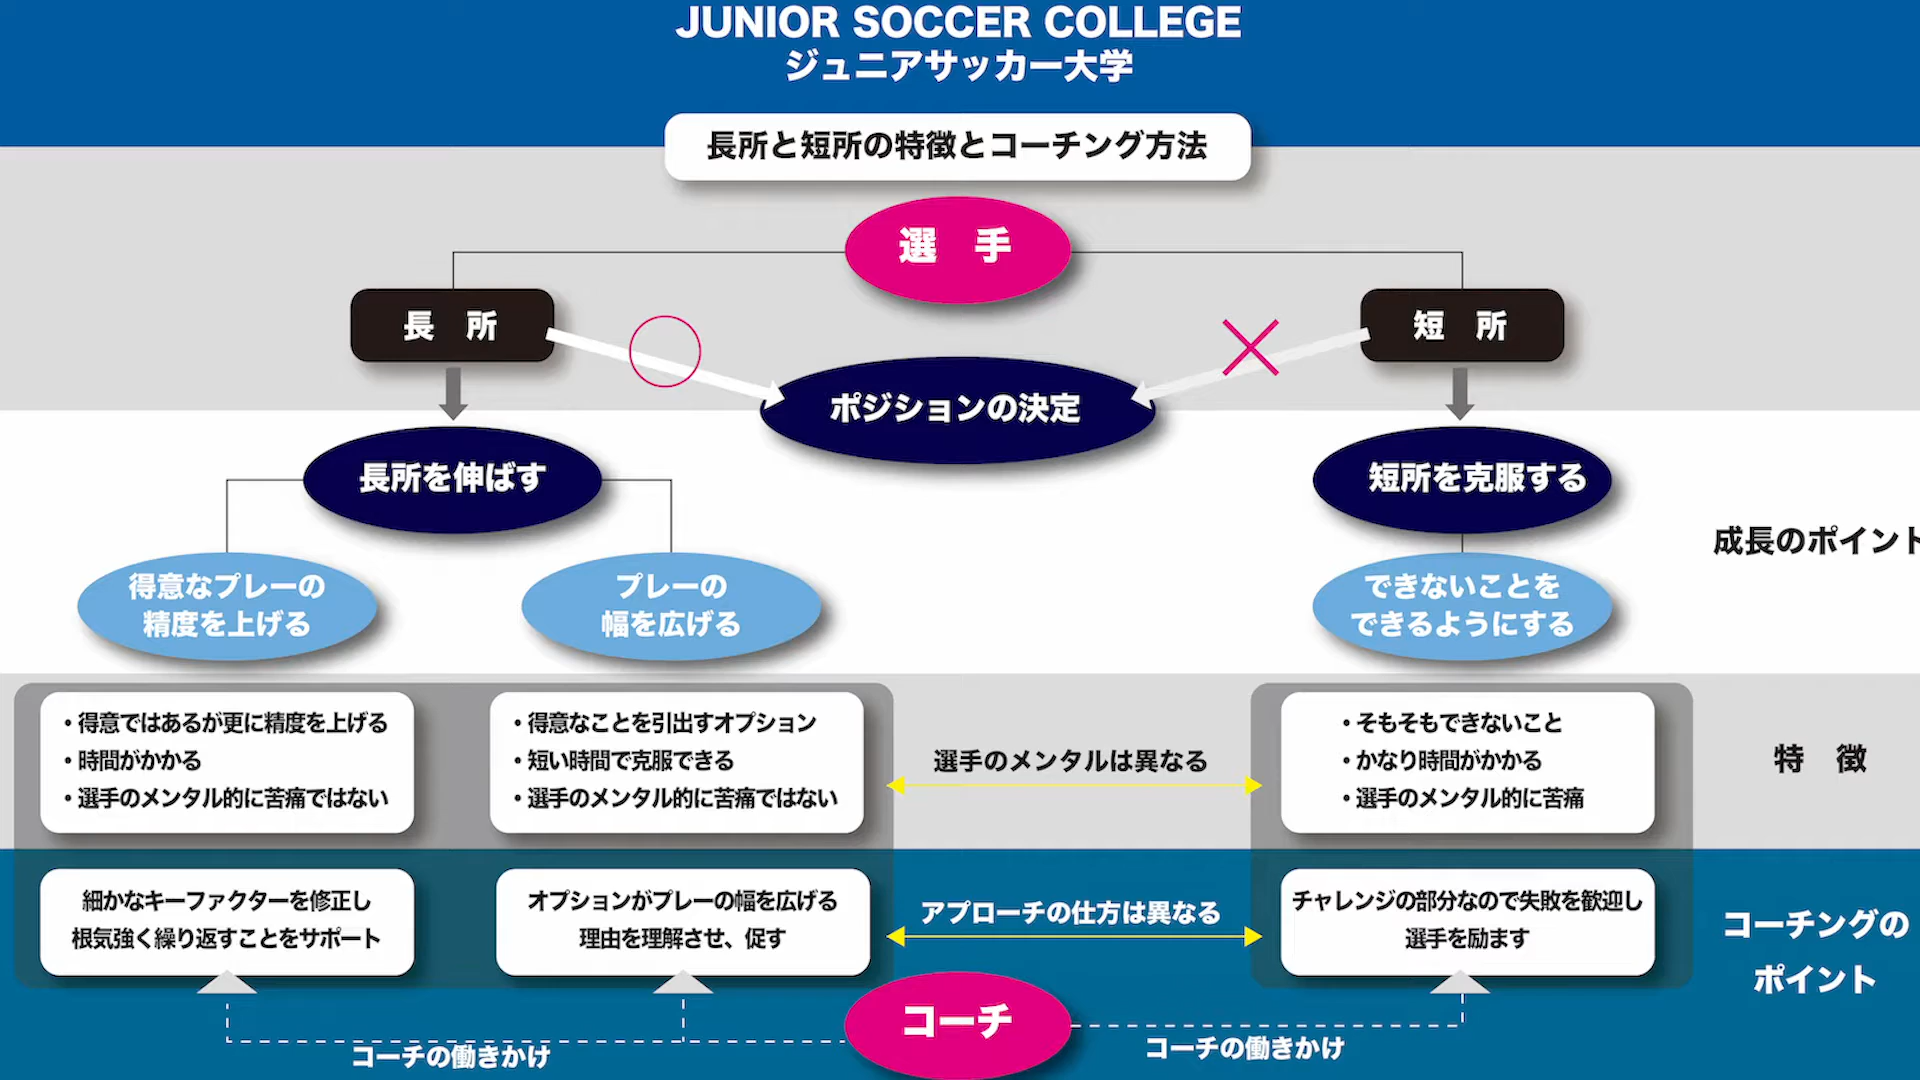 JUNIOR SOCCER COLLEGE
ジュニアサッカー大学
長所と短所の特徴とコーチング方法
選　手
長　所
短　所
ポジションの決定
長所を伸ばす
短所を克服する
成長のポイント
得意なプレーの
精度を上げる
プレーの
幅を広げる
できないことを
できるようにする
・得意ではあるが更に精度を上げる
・時間がかかる
・選手のメンタル的に苦痛ではない
・得意なことを引出すオプション
・短い時間で克服できる
・選手のメンタル的に苦痛ではない
選手のメンタルは異なる
・そもそもできないこと
・かなり時間がかかる
・選手のメンタル的に苦痛
特　徴
細かなキーファクターを修正し
根気強く繰り返すことをサポート
オプションがプレーの幅を広げる
理由を理解させ、促す
アプローチの仕方は異なる
チャレンジの部分なので失敗を歓迎し
選手を励ます
コーチングの
ポイント
コーチ
コーチの働きかけ
コーチの働きかけ